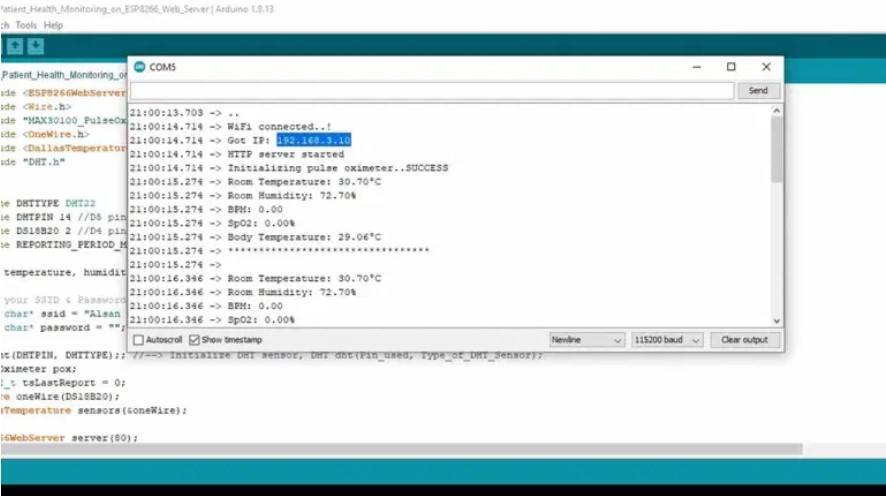 Patient_Health_Monitoring_on_ESP8266_Web_Server | Arduino 1.8.13
ch Tools Help
Patient_Health_Monitoring_on
ude <ESP8266WebServer
ude <Wire.h>
ude "MAX30100_PulseOx
ude <OneWire.h>
ude <DallasTemperatur
ude "DHT.h"
ne DHTTYPE DHT22
ne DHTPIN 14 //D5 pin
ne DS18B20 2 //D4 pin
ne REPORTING_PERIOD_M
temperature, humidit
your SSID & Password
char* ssid = "Alsan
char* password = "";
COM5
Send
21:00:13.703 -> ..
21:00:14.714 -> WiFi connected..!
21:00:14.714 -> Got IP: 192.168.3.10
21:00:14.714 -> HTTP server started
21:00:14.714 -> Initializing pulse oximeter..SUCCESS
21:00:15.274 -> Room Temperature: 30.70°C
21:00:15.274 -> Room Humidity: 72.70%
21:00:15.274 -> BPM: 0.00
21:00:15.274 -> SpO2: 0.00%
21:00:15.274 -> Body Temperature: 29.06°C
21:00:15.274 -> *********************************
21:00:15.274 ->
21:00:16.346 -> Room Temperature: 30.70°C
21:00:16.346 -> Room Humidity: 72.70%
21:00:16.346 -> BPM: 0.00
21:00:16.346 -> SpO2: 0.00%
Autoscroll Show timestamp Newline 115200 baud Clear output
ht(DHTPIN, DHTTYPE);; //--> Initialize DHT sensor, DHT dht(Pin_used, Type_of_DHT_Sensor);
Oximeter pox;
_t tsLastReport = 0;
re oneWire(DS18B20);
sTemperature sensors(&oneWire);
66WebServer server(80);